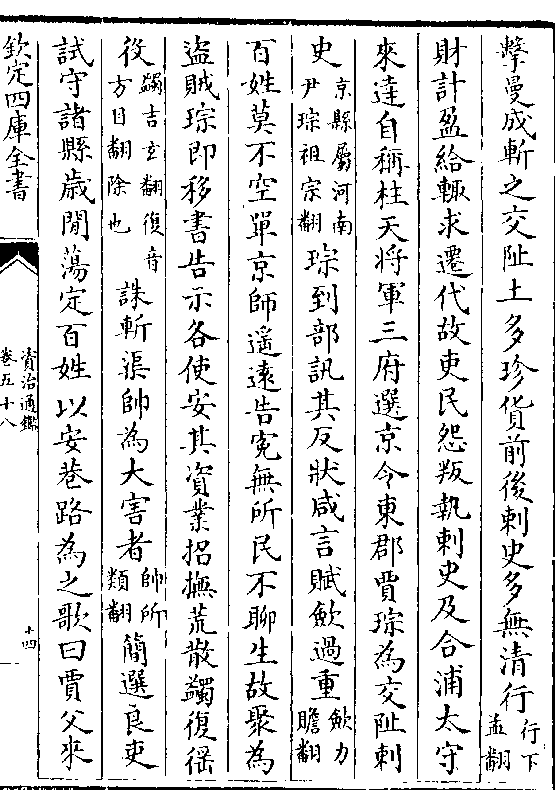 擊曼成斬之交阯土多珍貨前後刺史多無清行行下孟翻
財計盈給輙求遷代故吏民怨叛執刺史及合浦太守
來達自稱柱天將軍三府選京令東郡賈琮為交阯刺
史京縣屬河南尹琮祖宗翻琮到部訊其反狀咸言賦斂過重斂力贍翻
百姓莫不空單京師遥遠告寃無所民不聊生故聚為
盜賊琮即移書告示各使安其資業招撫荒散蠲復徭
役蠲吉玄翻復音方目翻除也誅斬渠帥為大害者帥所類翻簡選良吏
試守諸縣歲閒蕩定百姓以安巷路為之歌曰賈父來
欽定四庫全書
資治通鑑
卷五十八
十四